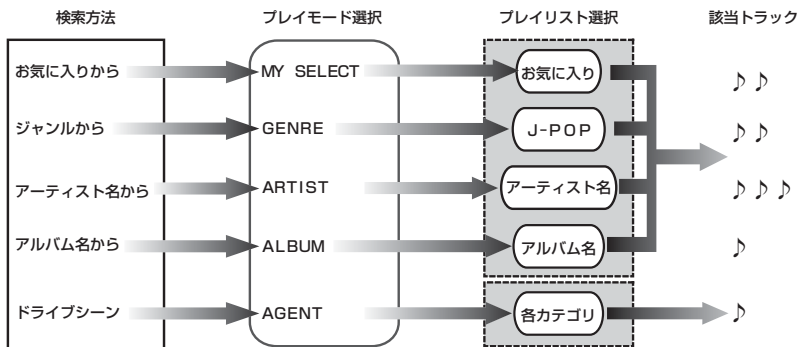 検索方法 プレイモード選択 プレイリスト選択 該当トラック
お気に入りから MY SELECT お気に入り
ジャンルから GENRE J-POP
アーティスト名から ARTIST アーティスト名
アルバム名から ALBUM アルバム名
ドライブシーン AGENT 各カテゴリ